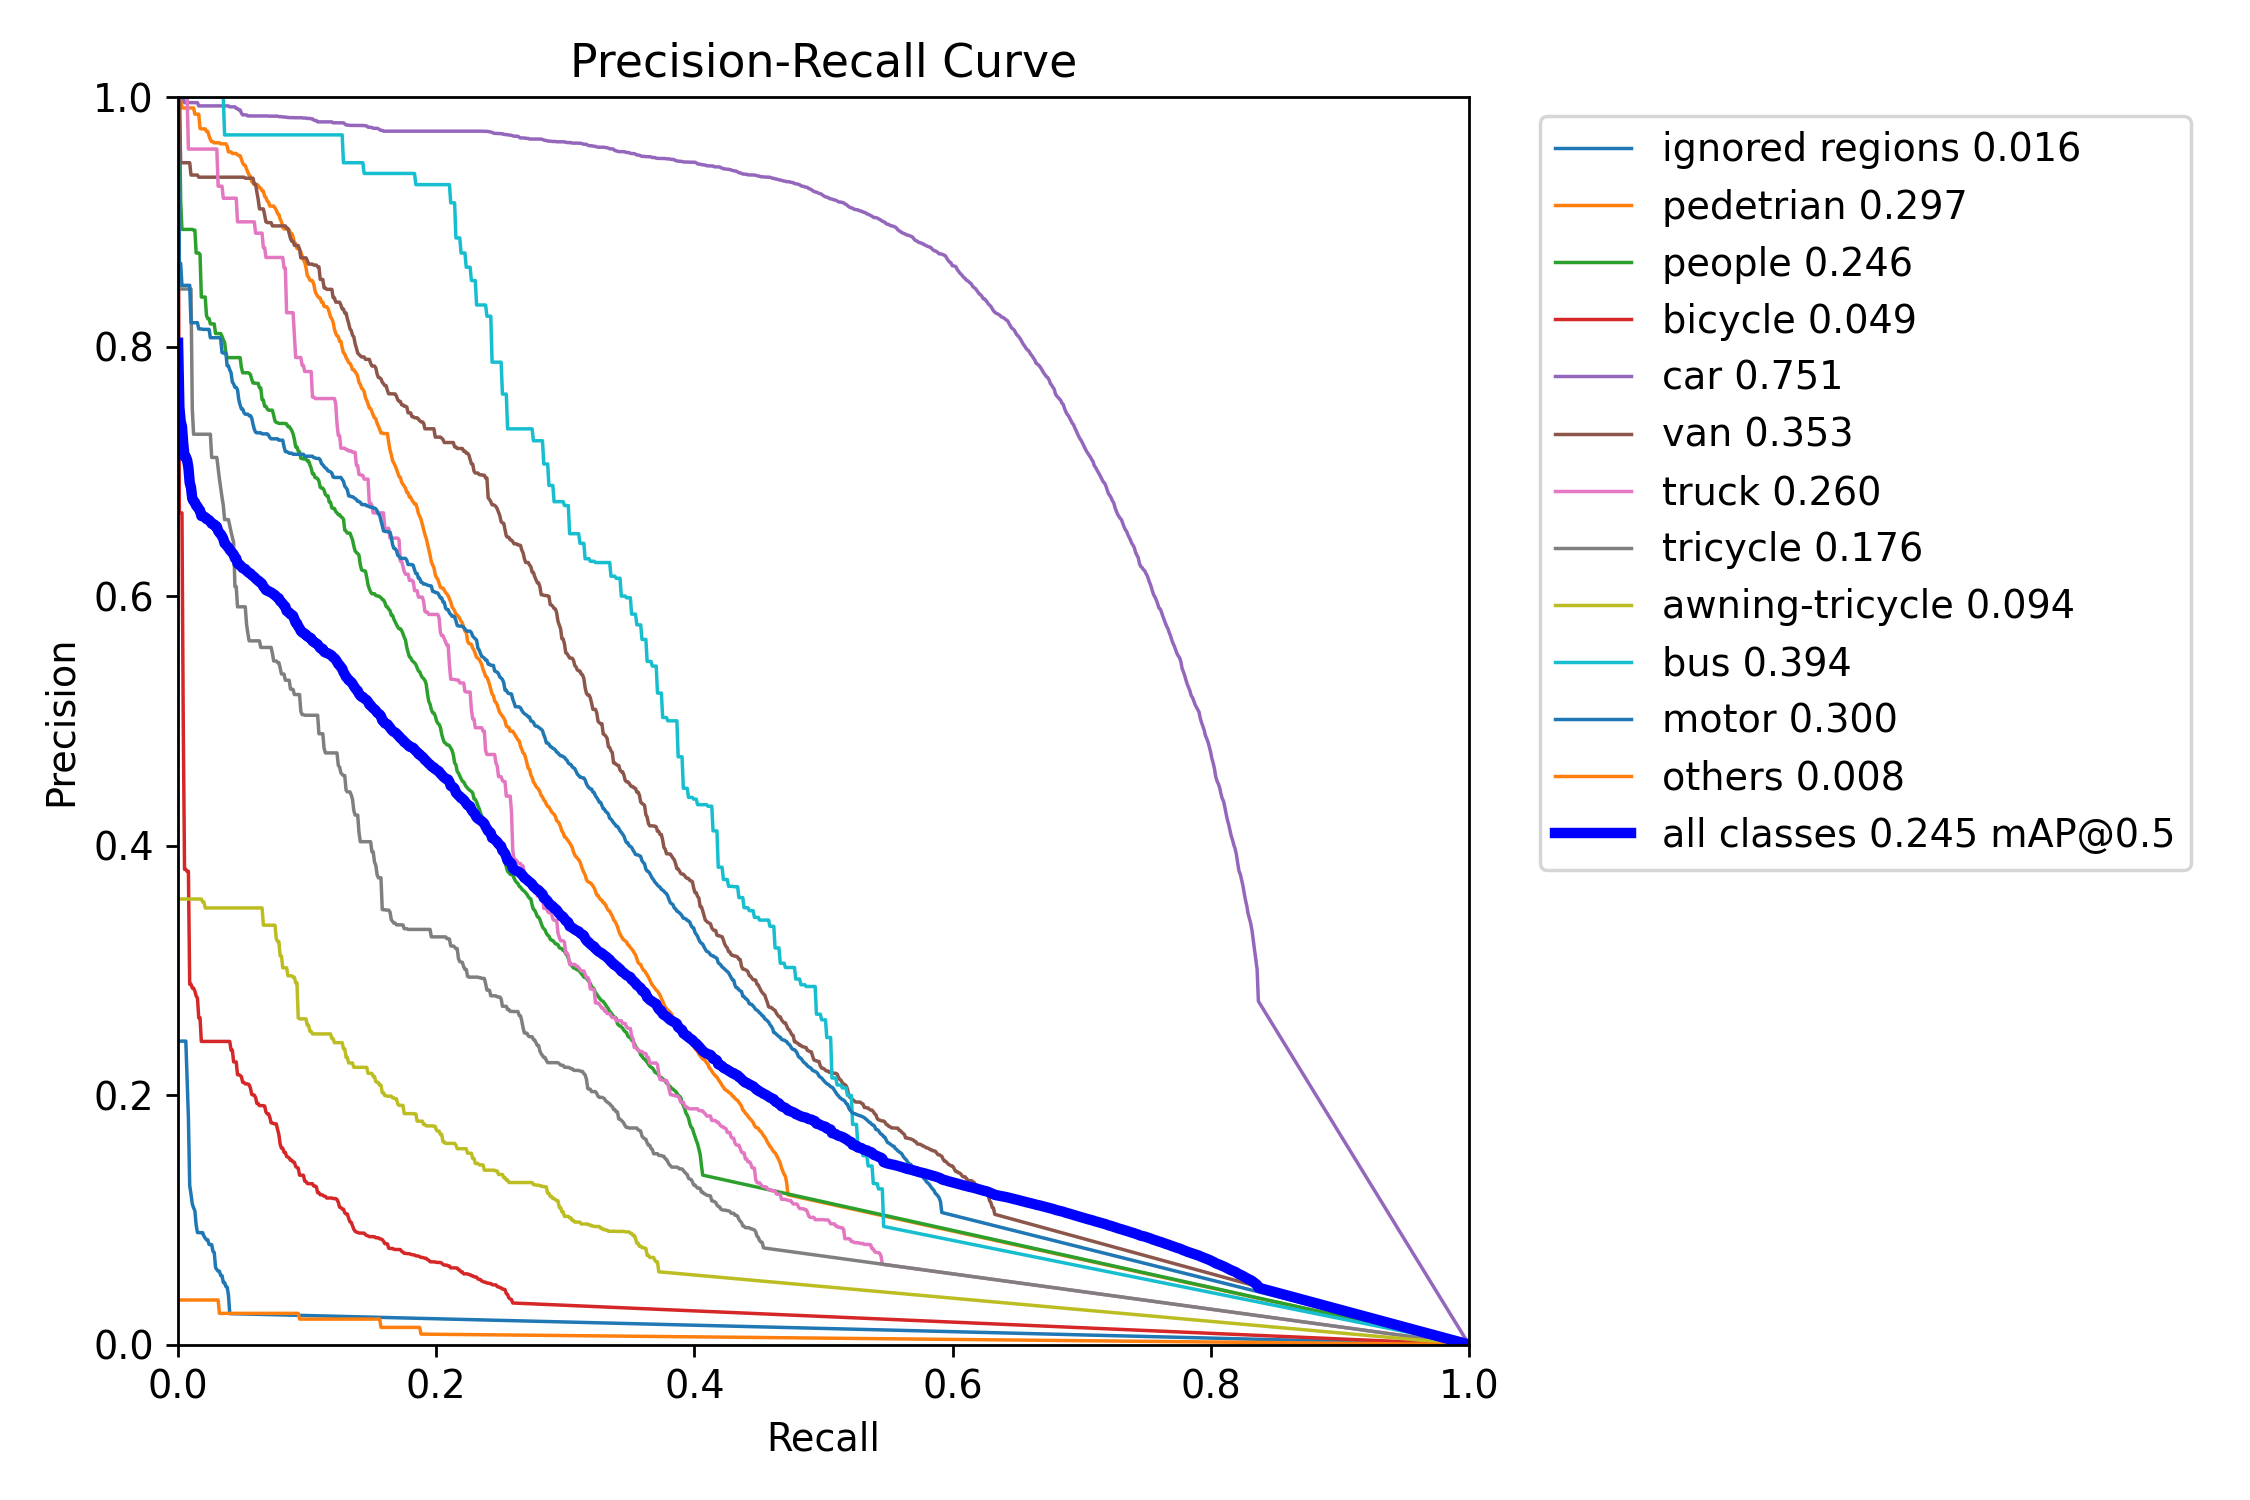 Precision-Recall Curve
1.0
0.8
0.6
0.4
0.2
0.0
Precision
0.0 0.2 0.4 0.6 0.8 1.0
Recall
ignored regions 0.016
pedetrian 0.297
people 0.246
bicycle 0.049
car 0.751
van 0.353
truck 0.260
tricycle 0.176
awning-tricycle 0.094
bus 0.394
motor 0.300
others 0.008
all classes 0.245 mAP@0.5